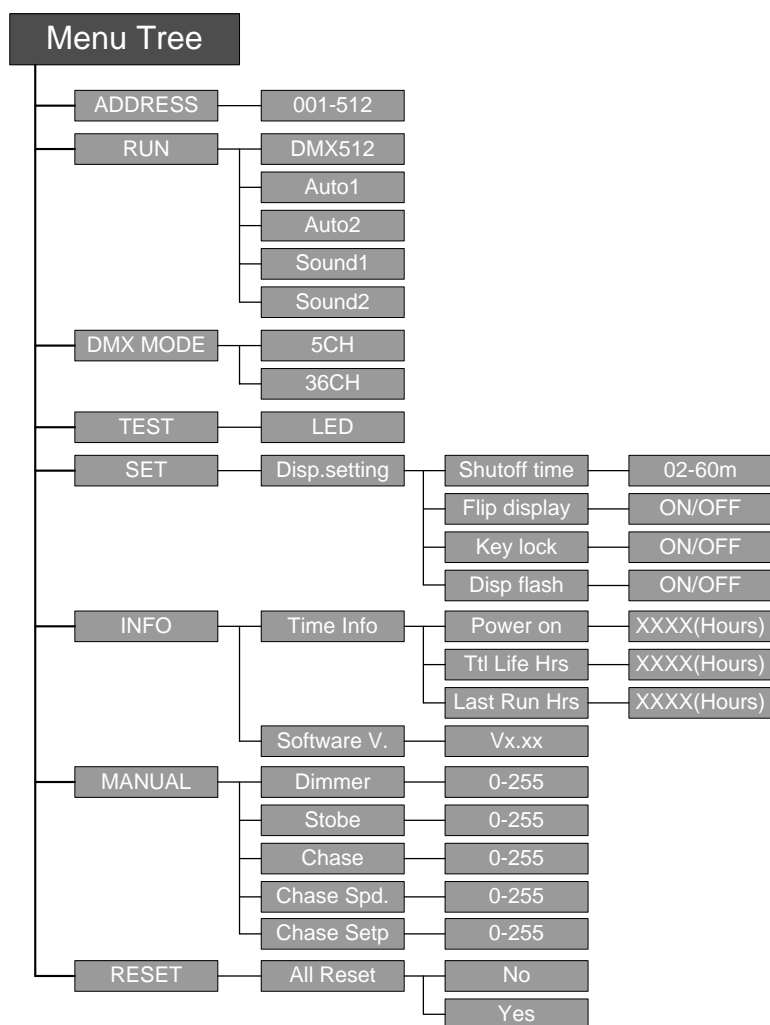 Menu Tree
ADDRESS 001-512
RUN DMX512
Auto1
Auto2
Sound1
Sound2
DMX MODE 5CH
36CH
TEST LED
SET Disp.setting Shutoff time 02-60m
Flip display ON/OFF
Key lock ON/OFF
Disp flash ON/OFF
INFO Time Info Power on XXXX(Hours)
Ttl Life Hrs XXXX(Hours)
Last Run Hrs XXXX(Hours)
Software V. Vx.xx
MANUAL Dimmer 0-255
Stobe 0-255
Chase 0-255
Chase Spd. 0-255
Chase Setp 0-255
RESET All Reset No
Yes